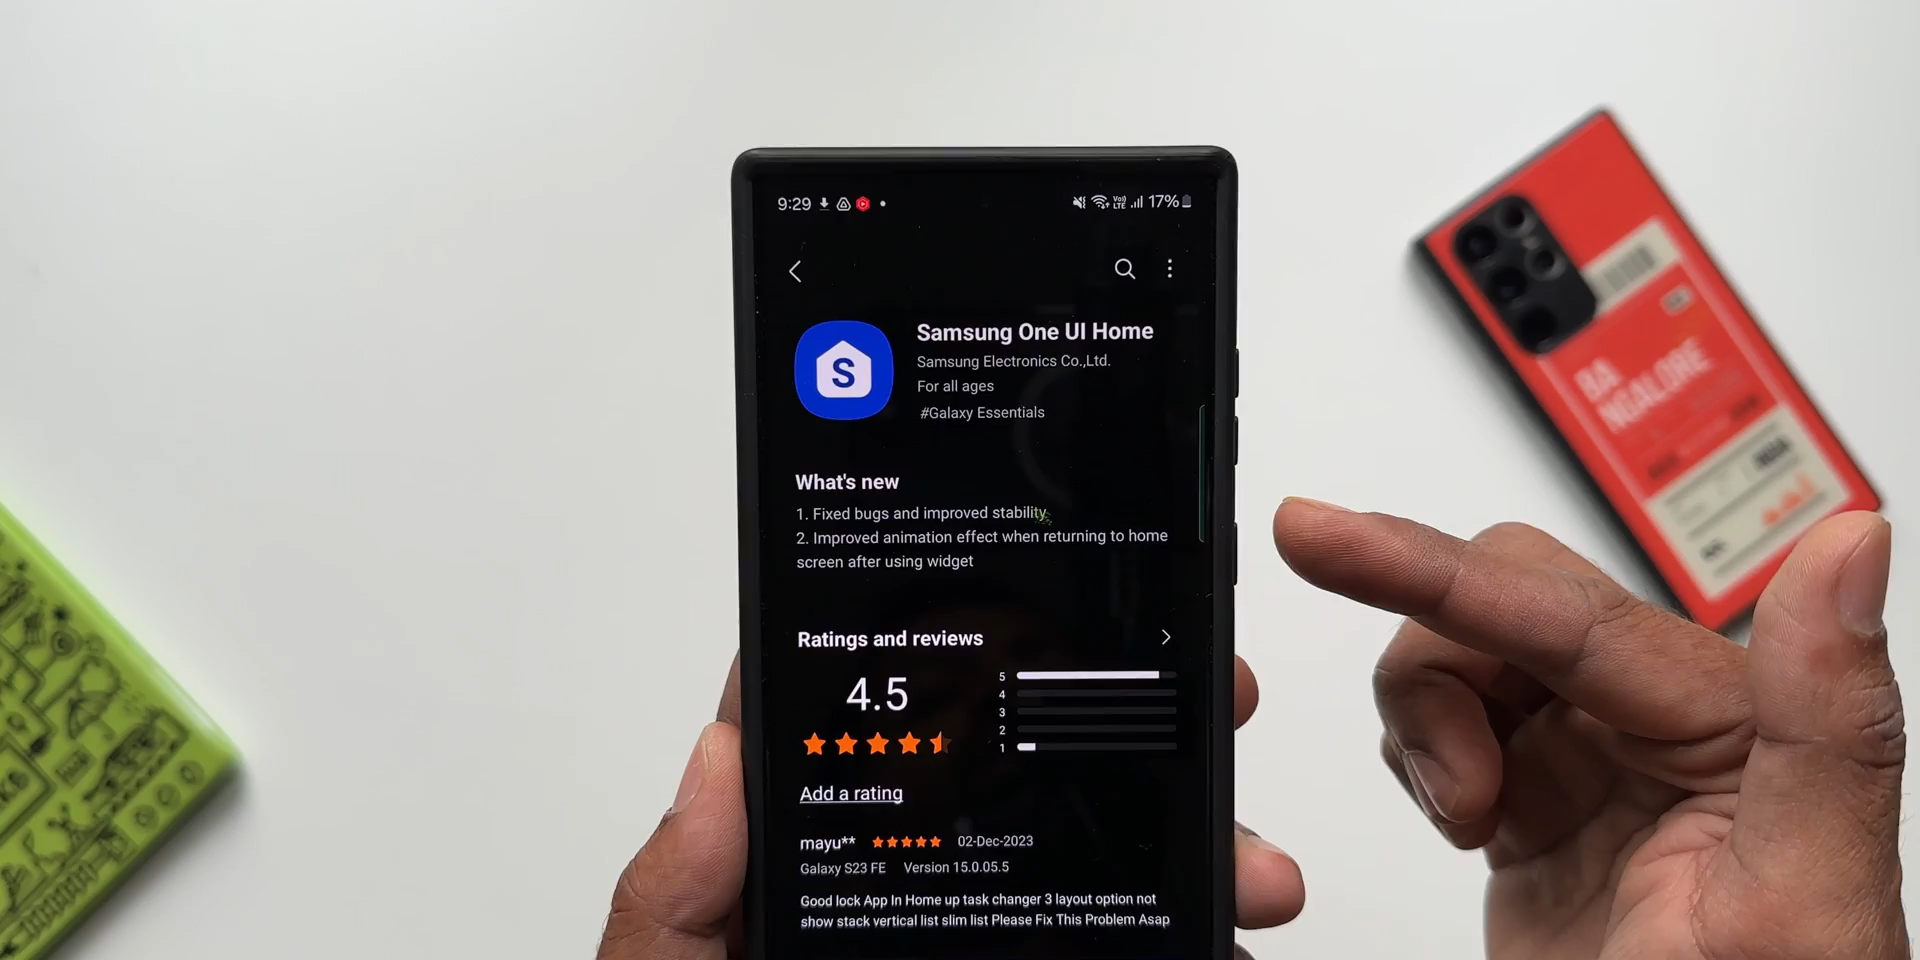 9:29
Vo))
LTE
17%
S
Samsung One UI Home
Samsung Electronics Co.,Ltd.
For all ages
#Galaxy Essentials
What's new
1. Fixed bugs and improved stability
2. Improved animation effect when returning to home
screen after using widget
Ratings and reviews
4.5
5
4
3
2
1
Add a rating
mayu** 02-Dec-2023
Galaxy S23 FE Version 15.0.05.5
Good lock App In Home up task changer 3 layout option not
show stack vertical list slim list Please Fix This Problem Asap
BA
NGALORE